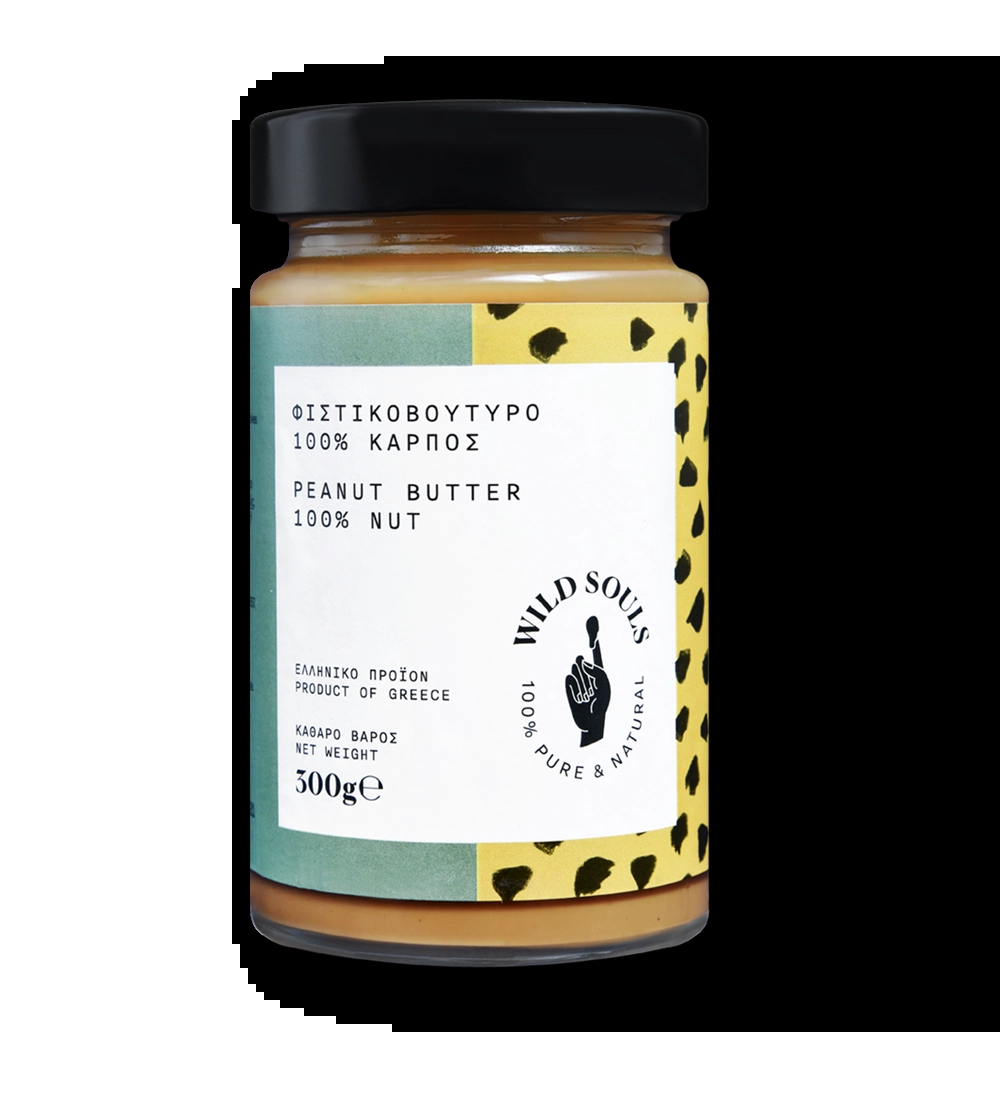 ΦΙΣΤΙΚΟΒΟΥΤΥΡΟ
100% ΚΑΡΠΟΣ
PEANUT BUTTER
100% NUT
WILD SOULS
100% PURE & NATURAL
ΕΛΛΗΝΙΚΟ ΠΡΟΪΟΝ
PRODUCT OF GREECE
ΚΑΘΑΡΟ ΒΑΡΟΣ
NET WEIGHT
300g℮